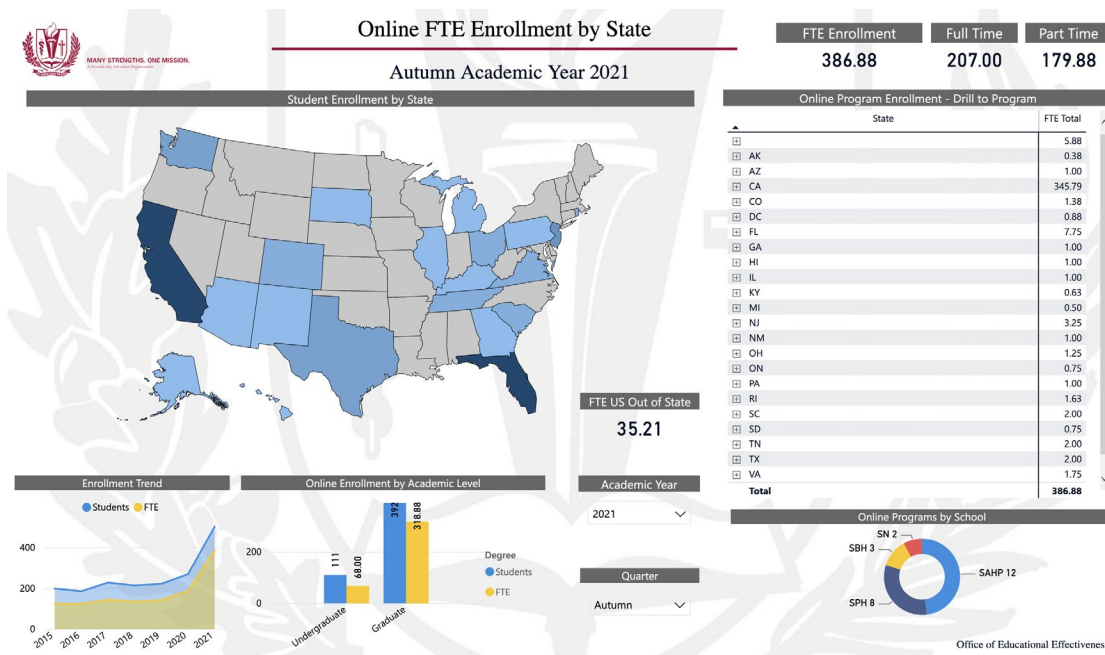 Online FTE Enrollment by State
Autumn Academic Year 2021
MANY STRENGTHS. ONE MISSION.
A Seventh-day Adventist Organization
FTE Enrollment
386.88
Full Time
207.00
Part Time
179.88
Student Enrollment by State
FTE US Out of State
35.21
Online Program Enrollment - Drill to Program
State FTE Total
5.88
AK 0.38
AZ 1.00
CA 345.79
CO 1.38
DC 0.88
FL 7.75
GA 1.00
HI 1.00
IL 1.00
KY 0.63
MI 0.50
NJ 3.25
NM 1.00
OH 1.25
ON 0.75
PA 1.00
RI 1.63
SC 2.00
SD 0.75
TN 2.00
TX 2.00
VA 1.75
Total 386.88
Enrollment Trend
Students FTE
400
200
0
2015 2016 2017 2018 2019 2020 2021
Online Enrollment by Academic Level
200
0
111 68.00 392 318.88
Undergraduate Graduate
Degree
Students
FTE
Academic Year
2021
Quarter
Autumn
Online Programs by School
SN 2
SBH 3
SAHP 12
SPH 8
Office of Educational Effectivenes